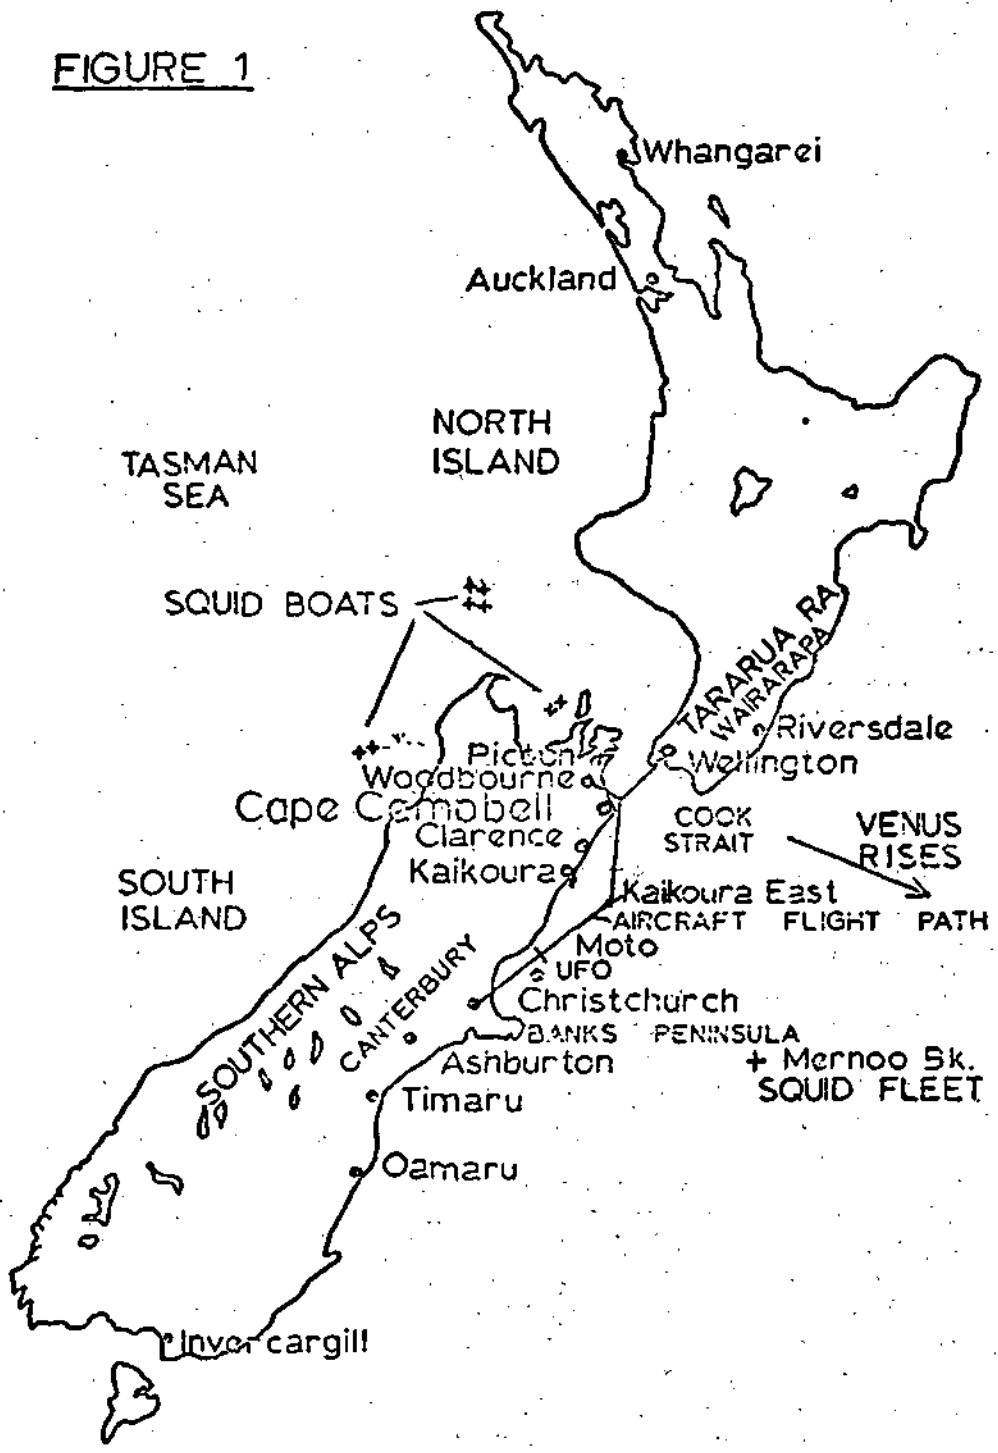 FIGURE 1
Whangarei
Auckland
NORTH
ISLAND
TASMAN
SEA
SQUID BOATS
TARARUA RA
WAIRARAPA
Riversdale
Wellington
Picton
Woodbourne
Cape Campbell
Clarence
Kaikoura
COOK
STRAIT
VENUS
RISES
SOUTH
ISLAND
Kaikoura East
AIRCRAFT FLIGHT PATH
Moto
UFO
Christchurch
SOUTHERN ALPS
CANTERBURY
BANKS PENINSULA
Ashburton
+ Mernoo Bk.
SQUID FLEET
Timaru
Oamaru
Invercargill